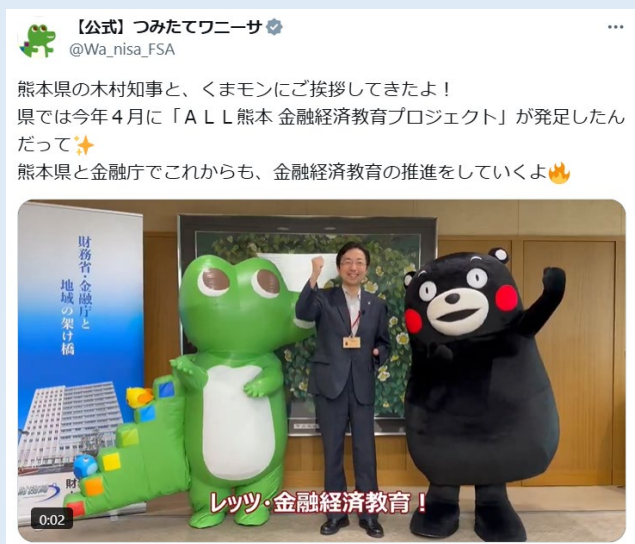 【公式】つみたてワニーサ
@Wa_nisa_FSA
熊本県の木村知事と、くまモンにご挨拶してきたよ！
県では今年４月に「ＡＬＬ熊本 金融経済教育プロジェクト」が発足したん
だって✨
熊本県と金融庁でこれからも、金融経済教育の推進をしていくよ🔥
財務省・金融庁と
地域の架け橋
財
レッツ・金融経済教育！
0:02